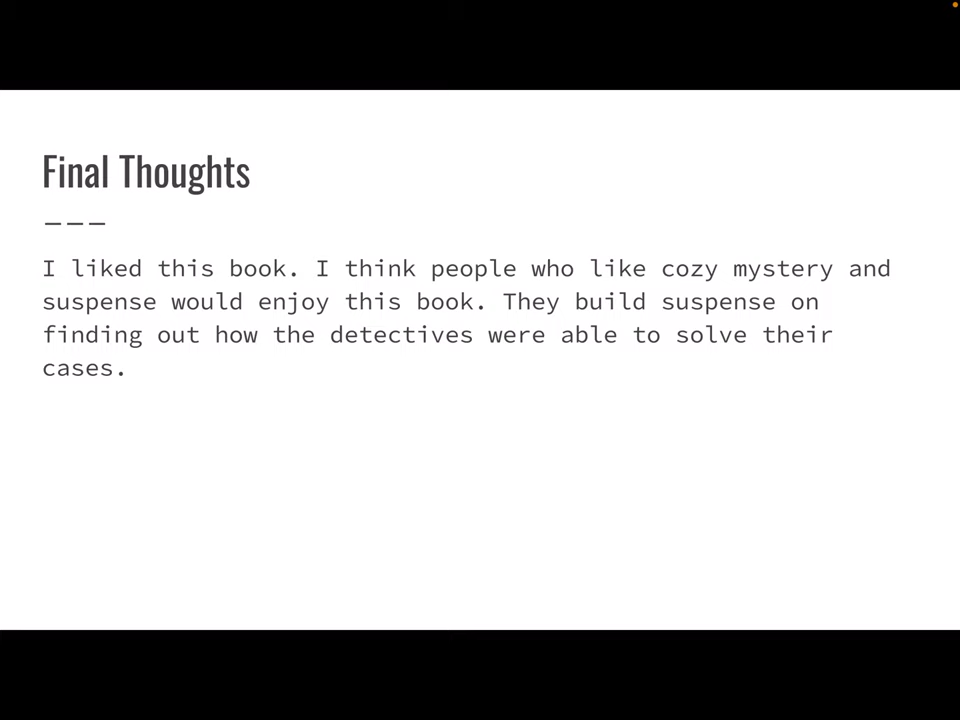 Final Thoughts
I liked this book. I think people who like cozy mystery and
suspense would enjoy this book. They build suspense on
finding out how the detectives were able to solve their
cases.